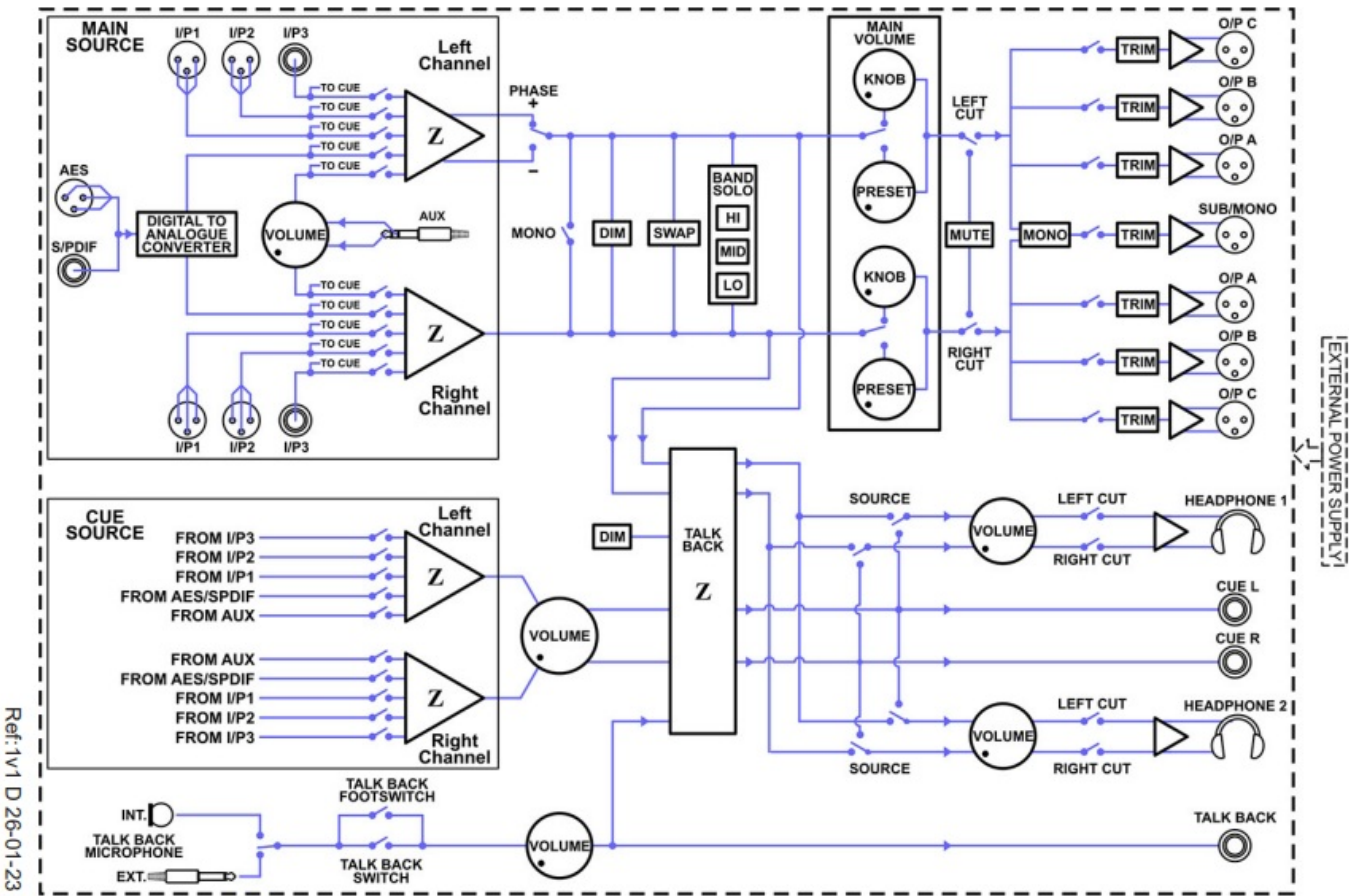 MAIN
SOURCE
I/P1
I/P2
I/P3
Left
Channel
TO CUE
TO CUE
TO CUE
TO CUE
TO CUE
Z
PHASE
+
−
AES
S/PDIF
DIGITAL TO
ANALOGUE
CONVERTER
VOLUME
AUX
TO CUE
TO CUE
TO CUE
TO CUE
TO CUE
Z
Right
Channel
I/P1
I/P2
I/P3
MONO
DIM
SWAP
BAND
SOLO
HI
MID
LO
MAIN
VOLUME
KNOB
PRESET
KNOB
PRESET
LEFT
CUT
MUTE
RIGHT
CUT
MONO
TRIM
O/P C
TRIM
O/P B
TRIM
O/P A
TRIM
SUB/MONO
TRIM
O/P A
TRIM
O/P B
TRIM
O/P C
EXTERNAL POWER SUPPLY
CUE
SOURCE
Left
Channel
FROM I/P3
FROM I/P2
FROM I/P1
FROM AES/SPDIF
FROM AUX
Z
FROM AUX
FROM AES/SPDIF
FROM I/P1
FROM I/P2
FROM I/P3
Z
Right
Channel
VOLUME
DIM
TALK
BACK
Z
SOURCE
VOLUME
LEFT CUT
RIGHT CUT
HEADPHONE 1
CUE L
CUE R
SOURCE
VOLUME
LEFT CUT
RIGHT CUT
HEADPHONE 2
INT.
TALK BACK
MICROPHONE
EXT.
TALK BACK
FOOTSWITCH
TALK BACK
SWITCH
VOLUME
TALK BACK
Ref:1v1 D 26-01-23